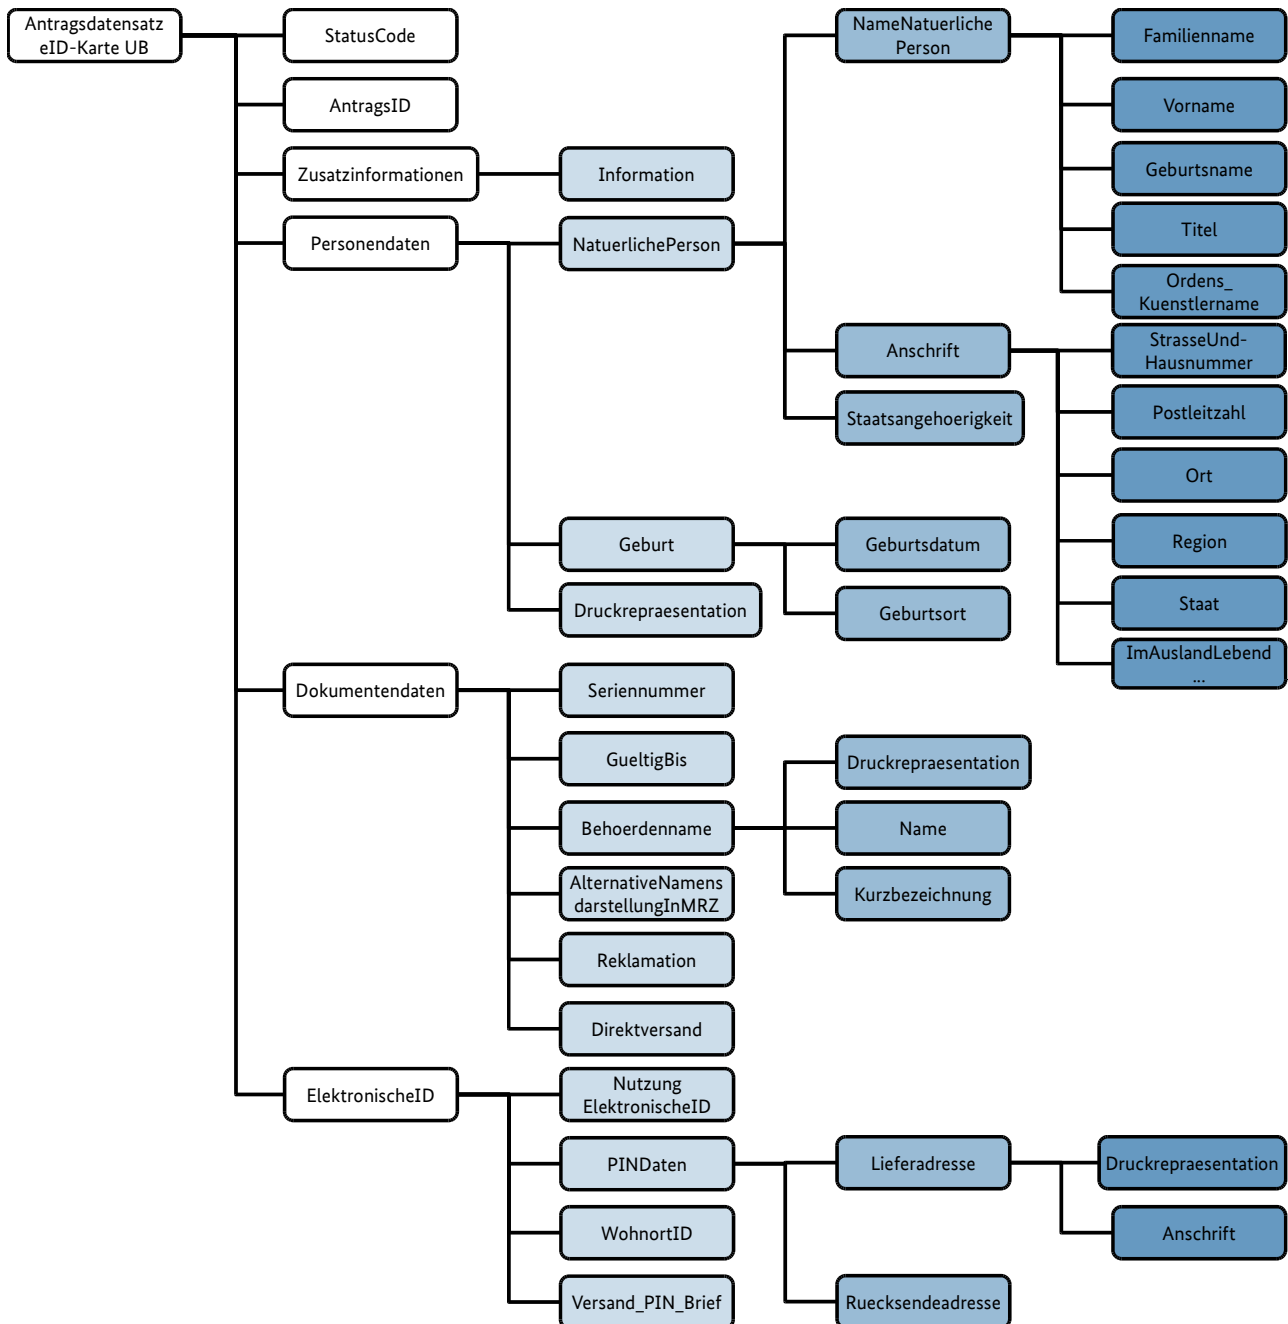 Antragsdatensatz
eID-Karte UB
StatusCode
AntragsID
Zusatzinformationen
Information
Personendaten
NatuerlichePerson
NameNatuerliche
Person
Familienname
Vorname
Geburtsname
Titel
Ordens_
Kuenstlername
Anschrift
StrasseUnd-
Hausnummer
Postleitzahl
Ort
Region
Staat
ImAuslandLebend
...
Staatsangehoerigkeit
Geburt
Geburtsdatum
Geburtsort
Druckrepraesentation
Dokumentendaten
Seriennummer
GueltigBis
Behoerdenname
Druckrepraesentation
Name
Kurzbezeichnung
AlternativeNamens
darstellungInMRZ
Reklamation
Direktversand
ElektronischeID
Nutzung
ElektronischeID
PINDaten
Lieferadresse
Druckrepraesentation
Anschrift
Ruecksendeadresse
WohnortID
Versand_PIN_Brief